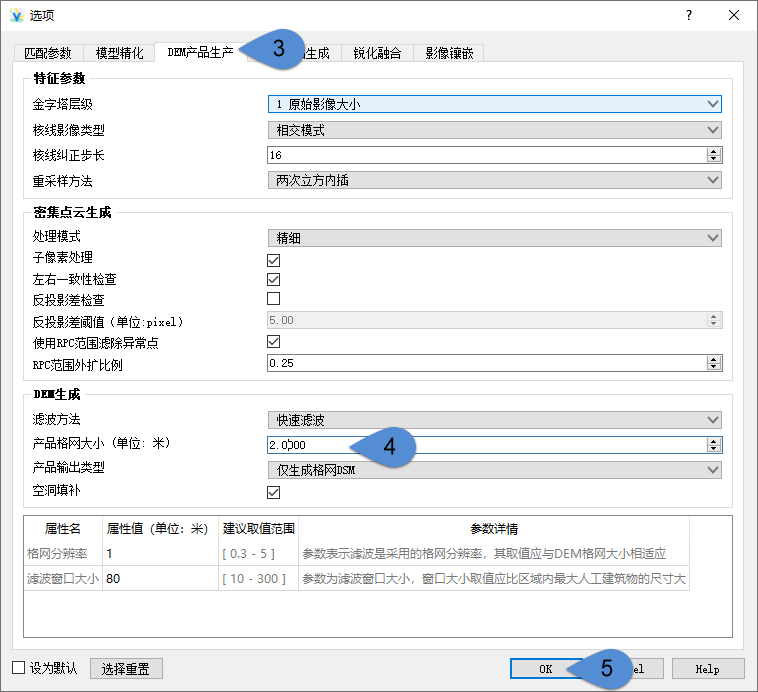 选项
匹配参数 模型精化 DEM产品生产 3 品生成 锐化融合 影像镶嵌
特征参数
金字塔层级 1 原始影像大小
核线影像类型 相交模式
核线纠正步长 16
重采样方法 两次立方内插
密集点云生成
处理模式 精细
子像素处理
左右一致性检查
反投影差检查
反投影差阈值（单位:pixel） 5.00
使用RPC范围滤除异常点
RPC范围外扩比例 0.25
DEM生成
滤波方法 快速滤波
产品格网大小（单位：米） 2.0000 4
产品输出类型 仅生成格网DSM
空洞填补
属性名 属性值（单位：米） 建议取值范围 参数详情
格网分辨率 1 [ 0.3 - 5 ] 参数表示滤波是采用的格网分辨率，其取值应与DEM格网大小相适应
滤波窗口大小 80 [ 10 - 300 ] 参数为滤波窗口大小，窗口大小取值应比区域内最大人工建筑物的尺寸大
设为默认 选择重置 OK 5 el Help